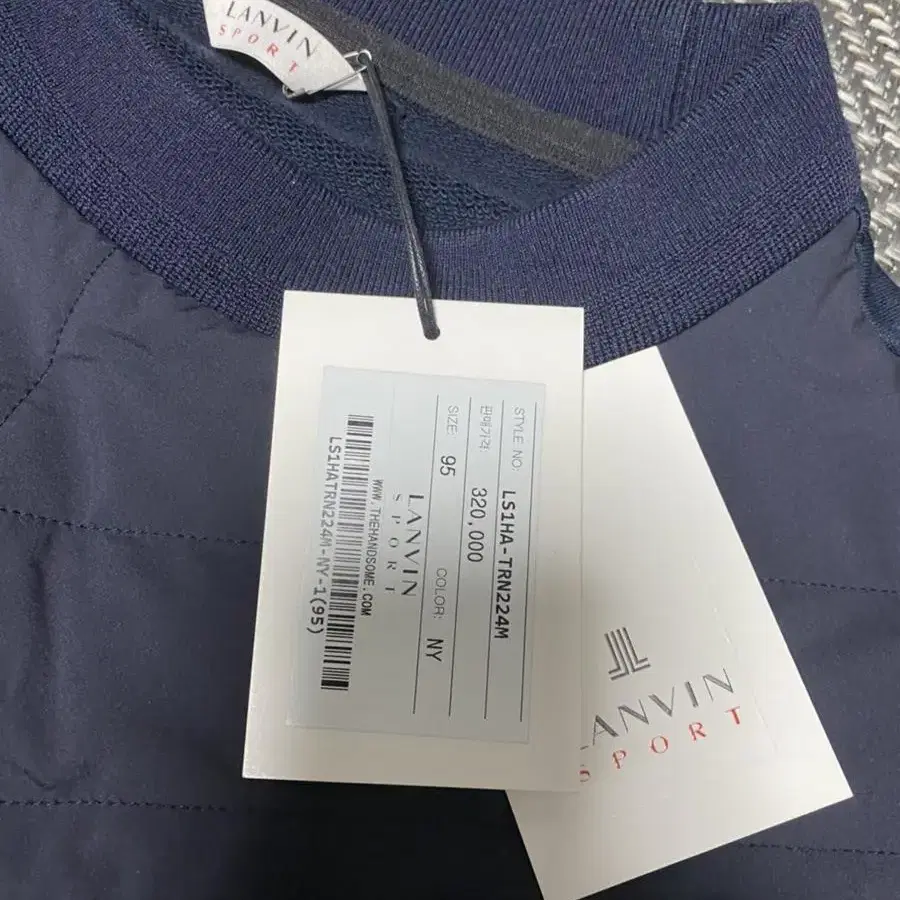 LANVIN
SPORT
STYLE NO: LS1HA-TRN224M
판매가격: 320,000
SIZE: 95 COLOR: NY
LANVIN
SPORT
WWW.THEHANDSOME.COM
LS1HATRN224M-NY-1(95)
LANVIN
SPORT